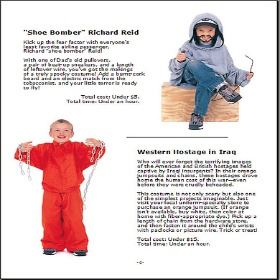 "Shoe Bomber" Richard Reid
Kick up the fear factor with everyone's
least favorite airline passenger,
Richard "shoe bomber" Reid!
With one of Dad's old pullovers,
a pair of beat-up sneakers, and a length
of leftover wire, you've got the makings
of a truly spooky costume! Add a burnt cork
beard and an electric match from the
tobacconist, and your little terror is ready
to fly!
Total cost: Under $5.
Total time: Under an hour.
Western Hostage in Iraq
Who will ever forget the terrifying images
of the American and British hostages held
captive by Iraqi insurgents? In their orange
jumpsuits and chains, these hostages drive
home the human cost of this war—even
before they were cruelly beheaded.
This costume is not only scary but also one
of the simplest projects imaginable. Just
visit your local uniform-specialty store to
purchase an orange jumpsuit. (If orange
isn't available, buy white, then color at
home with fiber-appropriate dye.) Pick up a
length of chain from the hardware store,
and then fasten it around the child's
wrists with padlocks or picture wire. Trick or treat!
Total cost: Under $15.
Total time: Under an hour.